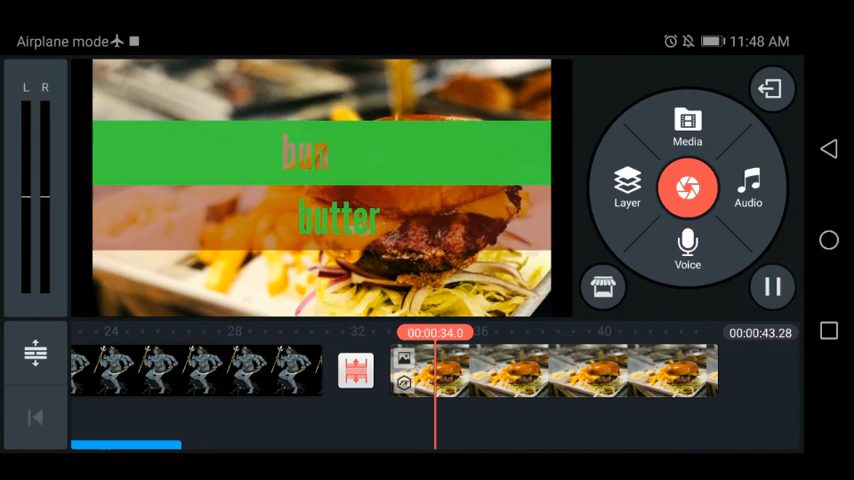 Airplane mode
11:48 AM
L R
bun
butter
Media
Layer
Audio
Voice
24
28
32
00:00:34.0
36
40
00:00:43.28